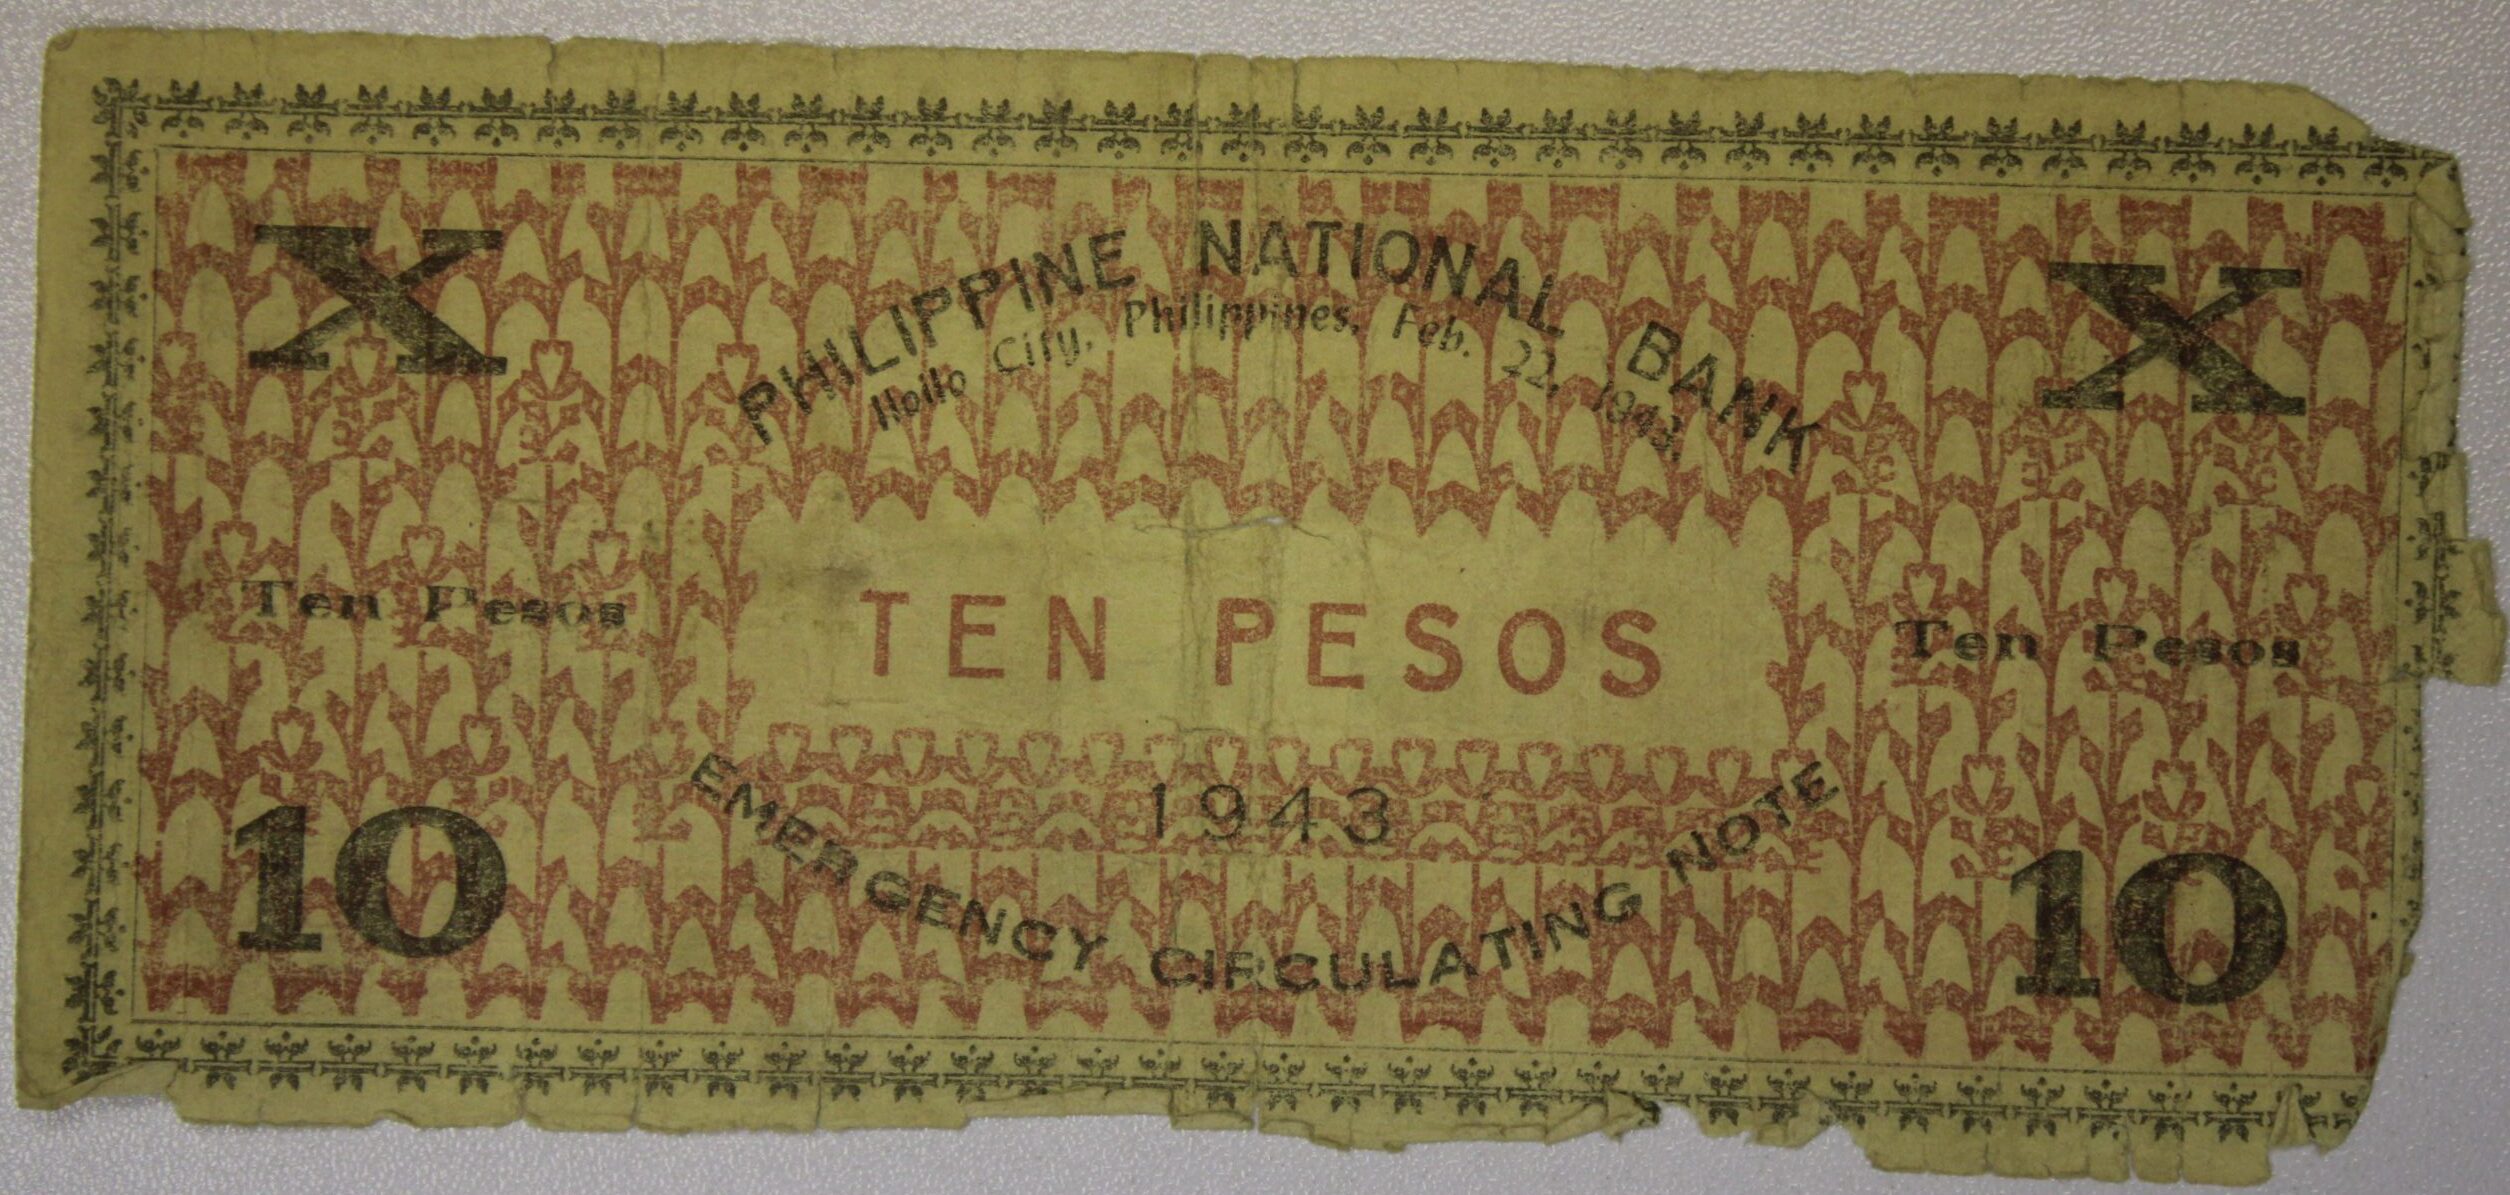 X X
PHILIPPINE NATIONAL BANK
Iloilo City, Philippines, Feb. 22, 1943.
Ten Pesos TEN PESOS Ten Pesos
1943
10 10
EMERGENCY CIRCULATING NOTE